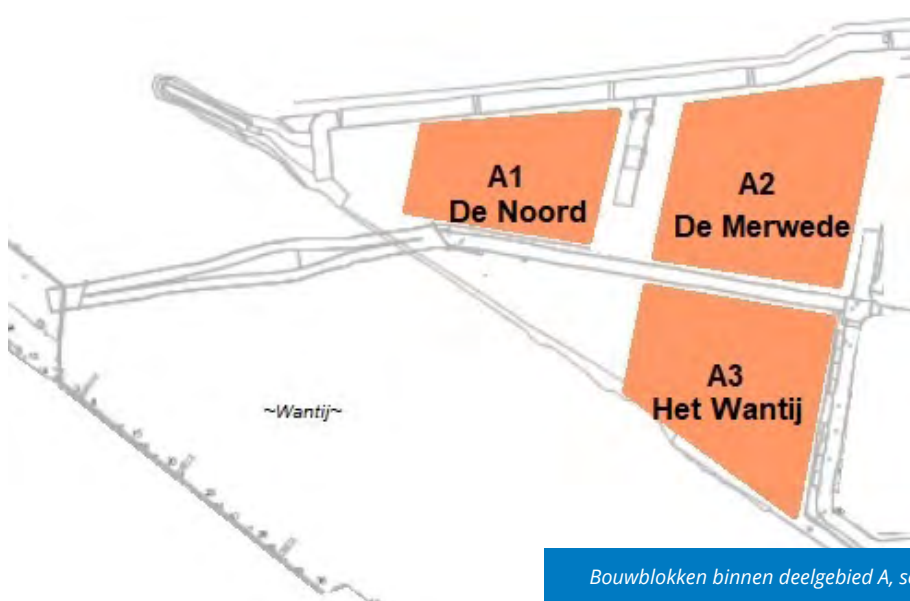 A1
De Noord
A2
De Merwede
A3
Het Wantij
~Wantij~
Bouwblokken binnen deelgebied A,